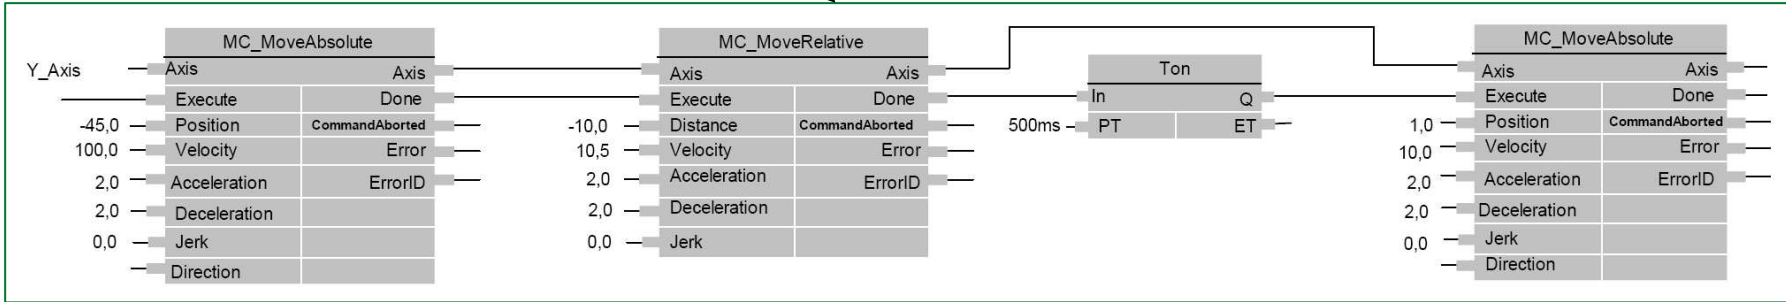 MC_MoveAbsolute
Y_Axis Axis Axis
Execute Done
-45,0 Position CommandAborted
100,0 Velocity Error
2,0 Acceleration ErrorID
2,0 Deceleration
0,0 Jerk
Direction
MC_MoveRelative
Axis Axis
Execute Done
-10,0 Distance CommandAborted
10,5 Velocity Error
2,0 Acceleration ErrorID
2,0 Deceleration
0,0 Jerk
Ton
In Q
500ms PT ET
MC_MoveAbsolute
Axis Axis
Execute Done
1,0 Position CommandAborted
10,0 Velocity Error
2,0 Acceleration ErrorID
2,0 Deceleration
0,0 Jerk
Direction